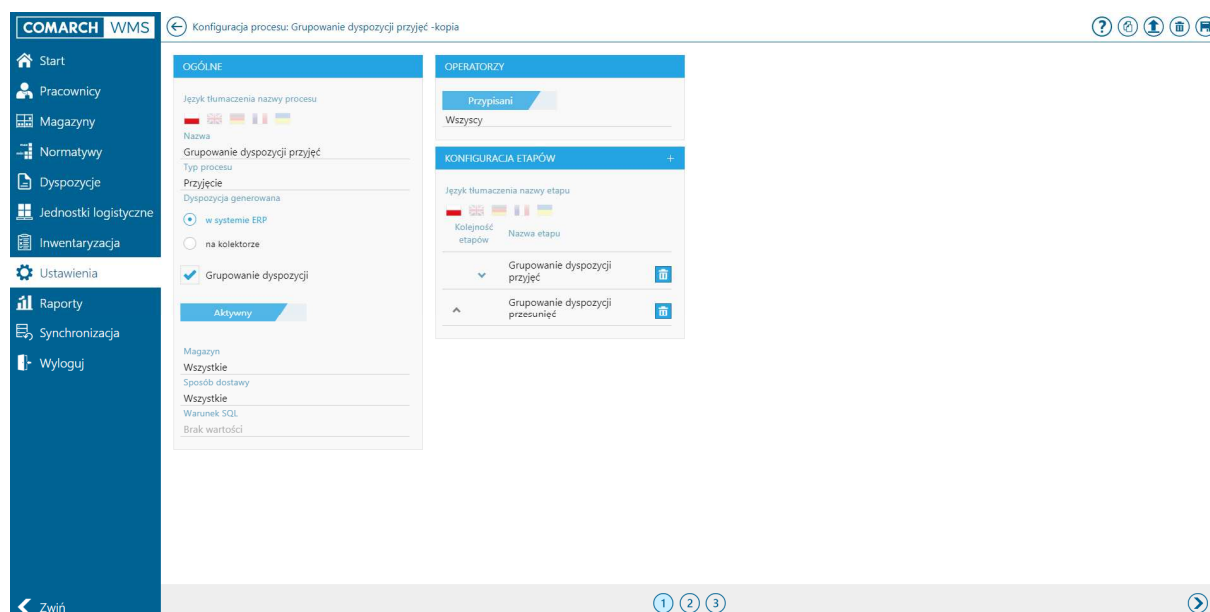 COMARCH WMS
Konfiguracja procesu: Grupowanie dyspozycji przyjęć -kopia
?
Start
Pracownicy
Magazyny
Normatywy
Dyspozycje
Jednostki logistyczne
Inwentaryzacja
Ustawienia
Raporty
Synchronizacja
Wyloguj
Zwiń
OGÓLNE
Język tłumaczenia nazwy procesu
Nazwa
Grupowanie dyspozycji przyjęć
Typ procesu
Przyjęcie
Dyspozycja generowana
w systemie ERP
na kolektorze
Grupowanie dyspozycji
Aktywny
Magazyn
Wszystkie
Sposób dostawy
Wszystkie
Warunek SQL
Brak wartości
OPERATORZY
Przypisani
Wszyscy
KONFIGURACJA ETAPÓW +
Język tłumaczenia nazwy etapu
Kolejność
etapów
Nazwa etapu
Grupowanie dyspozycji
przyjęć
Grupowanie dyspozycji
przesunięć
1 2 3